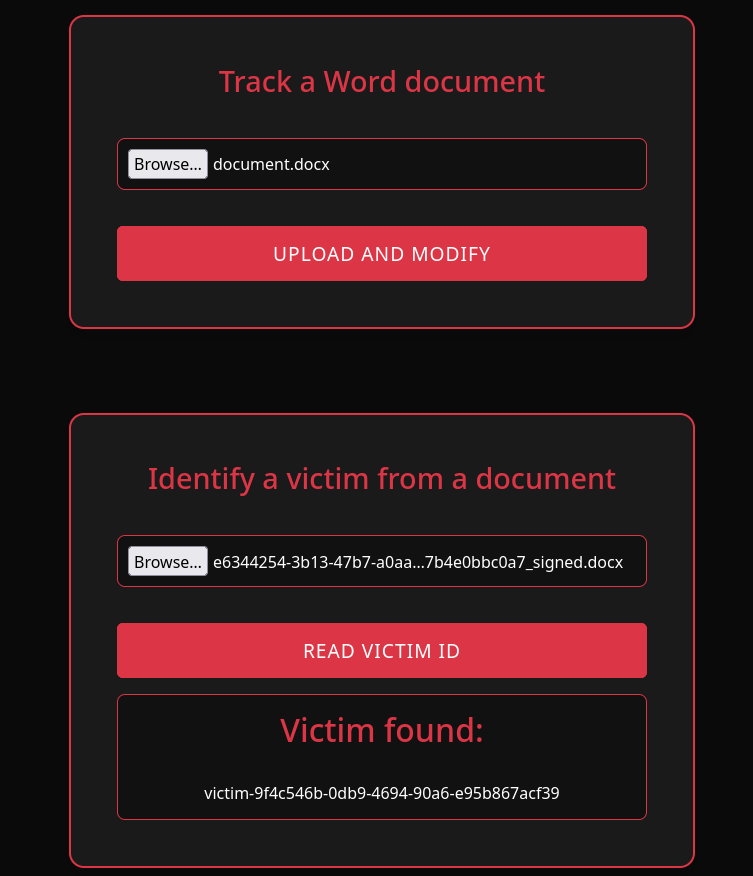 Track a Word document
Browse... document.docx
UPLOAD AND MODIFY
Identify a victim from a document
Browse... e6344254-3b13-47b7-a0aa...7b4e0bbc0a7_signed.docx
READ VICTIM ID
Victim found:
victim-9f4c546b-0db9-4694-90a6-e95b867acf39